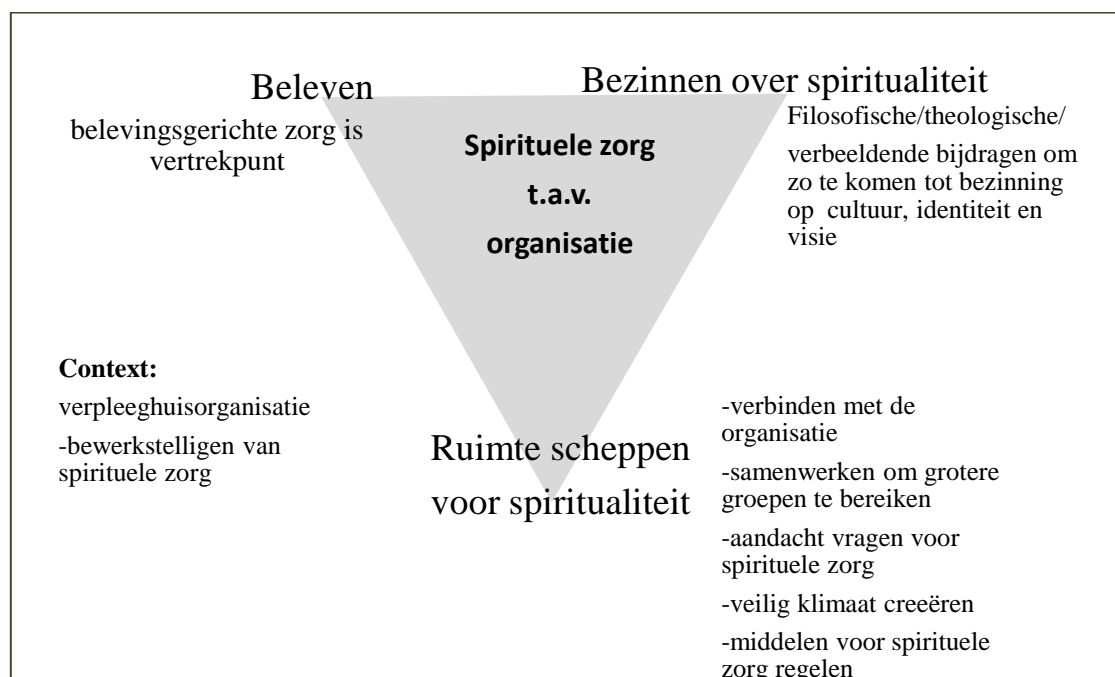 Beleven
belevingsgerichte zorg is
vertrekpunt
Bezinnen over spiritualiteit
Filosofische/theologische/
verbeeldende bijdragen om
zo te komen tot bezinning
op cultuur, identiteit en
visie
Spirituele zorg
t.a.v.
organisatie
Context:
verpleeghuisorganisatie
-bewerkstelligen van
spirituele zorg
Ruimte scheppen
voor spiritualiteit
-verbinden met de
organisatie
-samenwerken om grotere
groepen te bereiken
-aandacht vragen voor
spirituele zorg
-veilig klimaat creeëren
-middelen voor spirituele
zorg regelen